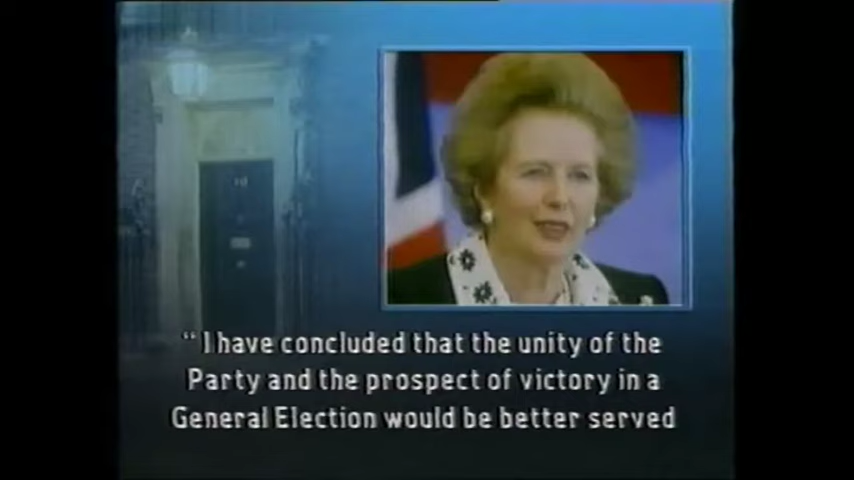 “I have concluded that the unity of the
Party and the prospect of victory in a
General Election would be better served